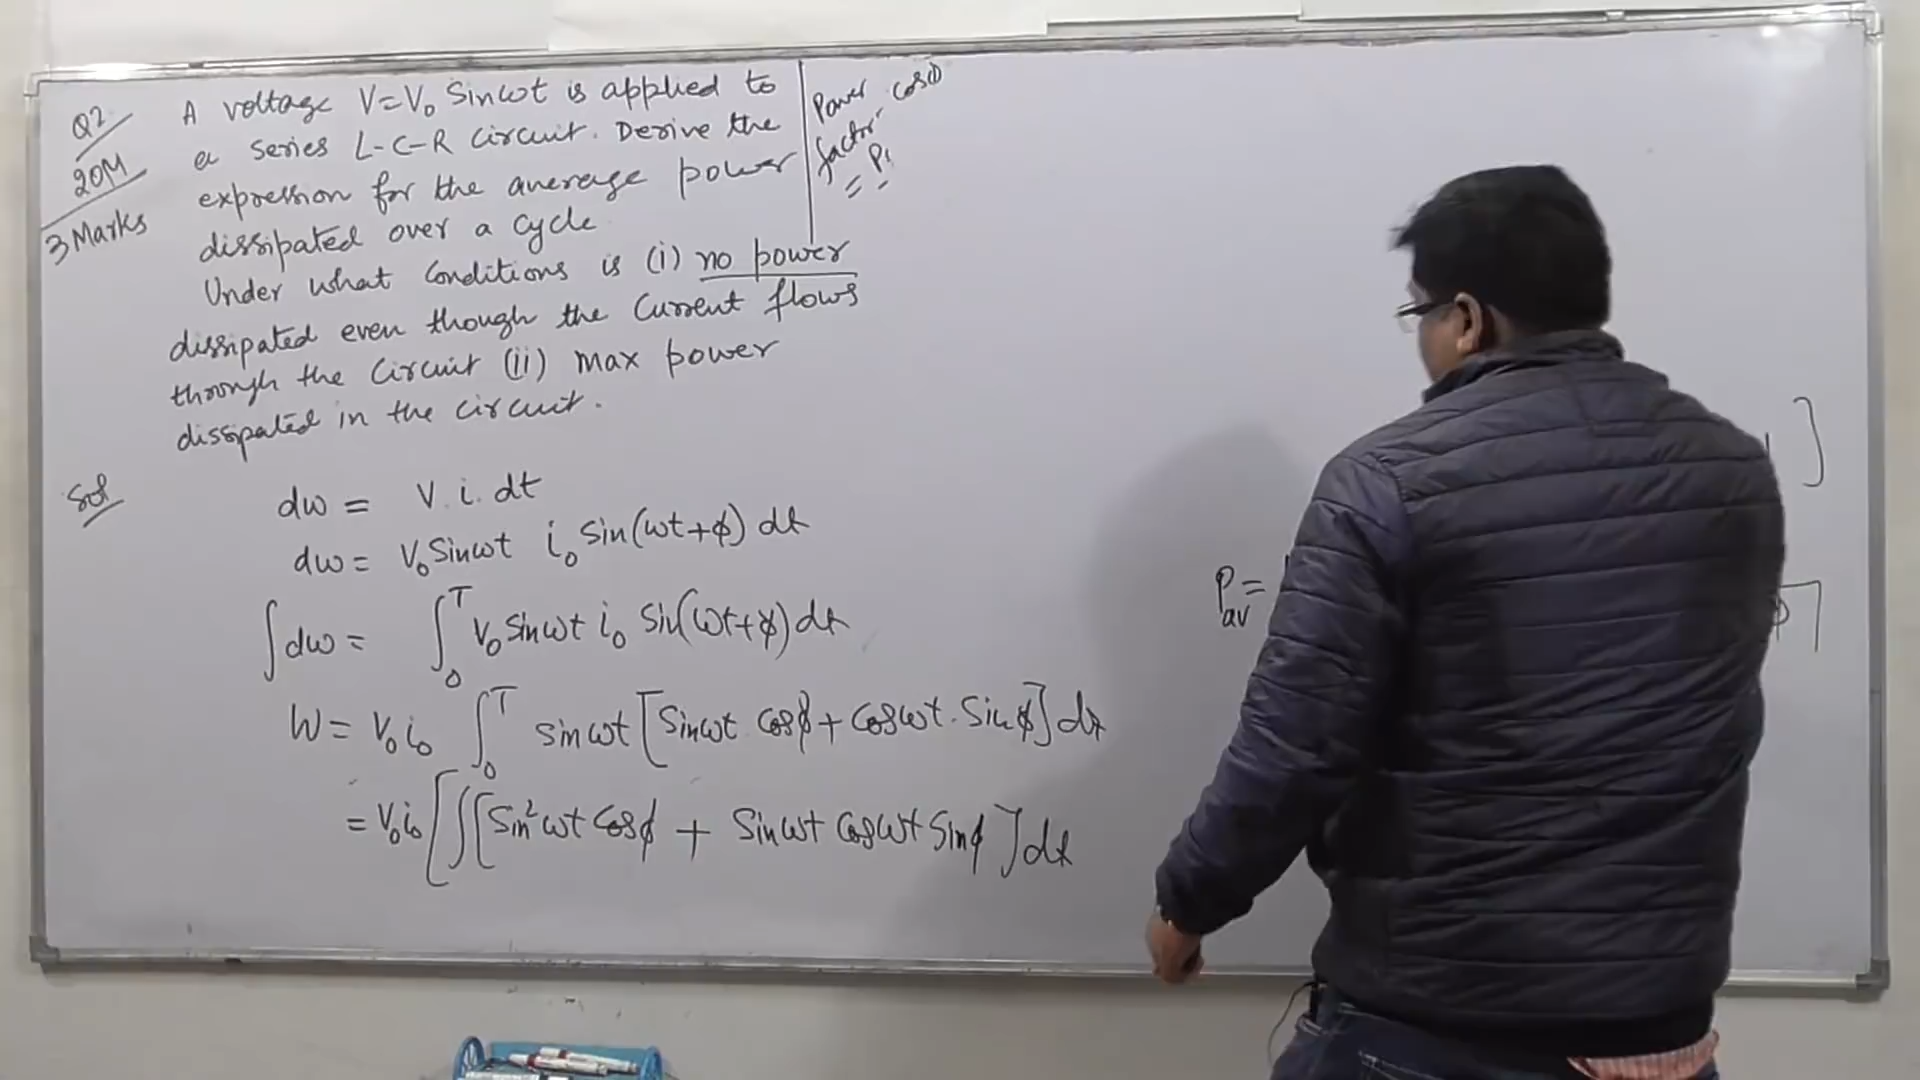 Q2
20M
3 Marks
A voltage V=V₀ Sinωt is applied to
a series L-C-R circuit. Derive the
expression for the average power
dissipated over a cycle
Under what conditions is (i) no power
dissipated even though the current flows
through the circuit (ii) max power
dissipated in the circuit.
Power cosϕ
factor
=
Sol
dw = V.i.dt
dw = V₀Sinωt i₀ sin(ωt+ϕ) dt
∫dw = ∫₀ᵀ V₀ sinωt i₀ sin(ωt+ϕ) dt
W = V₀i₀ ∫₀ᵀ sinωt [Sinωt Cosϕ + Cosωt. Sinϕ] dt
= V₀i₀ [∫[Sin²ωt Cosϕ + Sinωt Cosωt Sinϕ] dt
]
P_av =